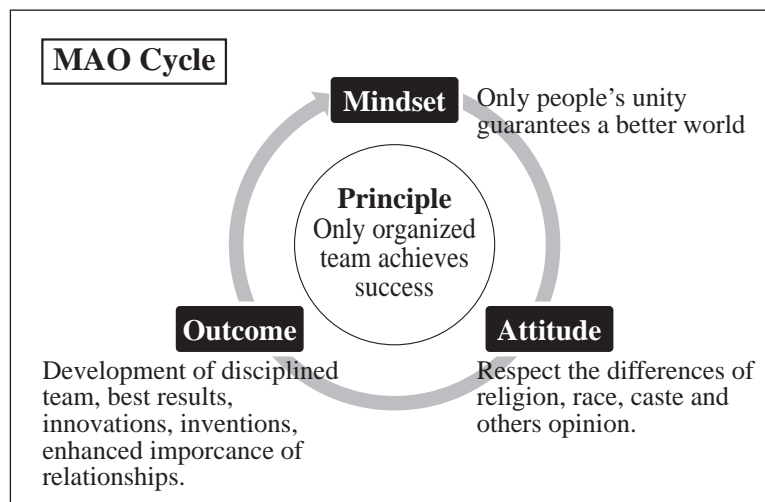 MAO Cycle
Mindset
Only people's unity
guarantees a better world
Principle
Only organized
team achieves
success
Outcome
Development of disciplined
team, best results,
innovations, inventions,
enhanced imporcance of
relationships.
Attitude
Respect the differences of
religion, race, caste and
others opinion.